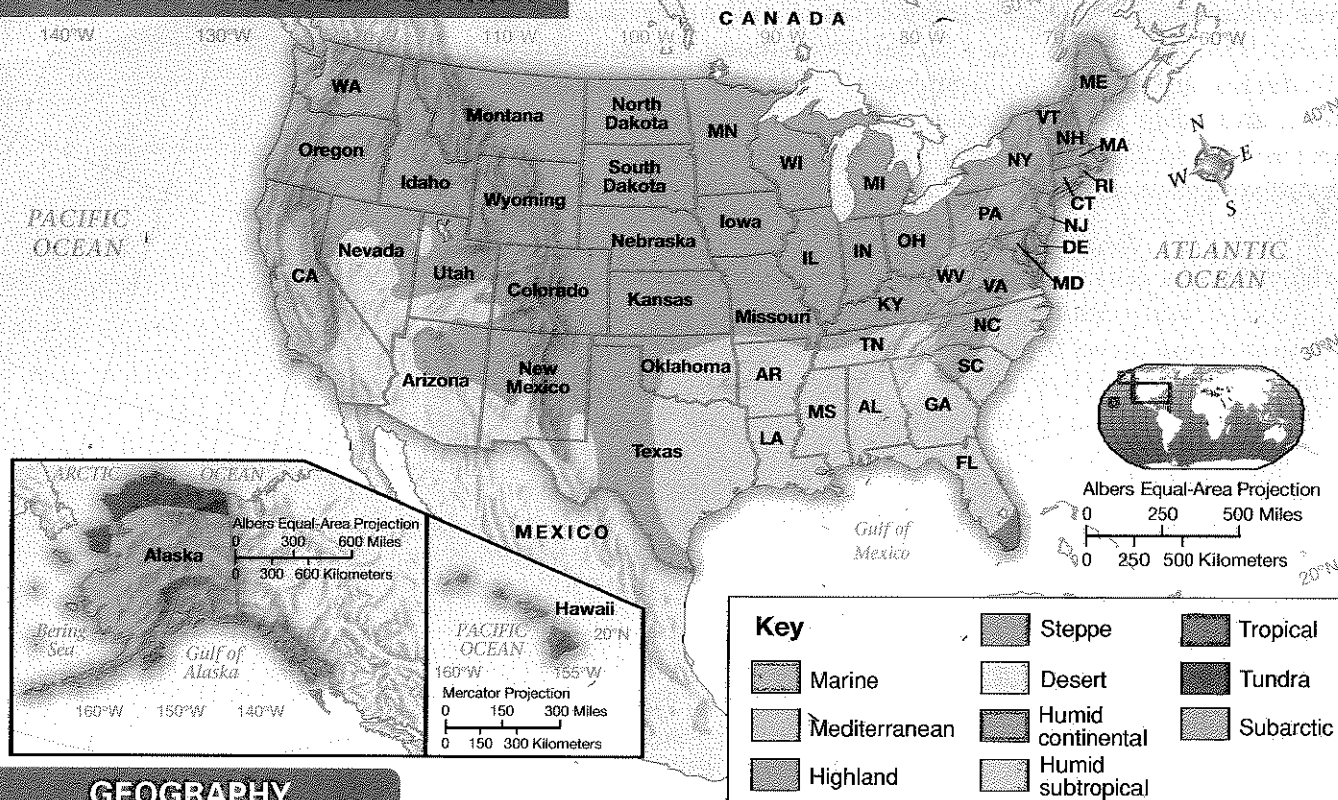 CANADA
140°W
130°W
110°W
100°W
90°W
80°W
60°W
40°N
30°N
20°N
WA
Montana
North
Dakota
MN
ME
VT
NH
MA
Oregon
Idaho
Wyoming
South
Dakota
WI
MI
NY
RI
CT
PACIFIC
OCEAN
N
E
W
S
Nevada
Utah
CA
Colorado
Nebraska
Iowa
Kansas
Missouri
IL
IN
OH
PA
NJ
DE
MD
WV
VA
KY
NC
TN
SC
ATLANTIC
OCEAN
Arizona
New
Mexico
Oklahoma
AR
Texas
LA
MS
AL
GA
FL
MEXICO
Gulf of
Mexico
Albers Equal-Area Projection
0 250 500 Miles
0 250 500 Kilometers
ARCTIC OCEAN
Albers Equal-Area Projection
0 300 600 Miles
0 300 600 Kilometers
Alaska
Bering
Sea
Gulf of
Alaska
160°W 150°W 140°W
Hawaii
PACIFIC
OCEAN
20°N
160°W 155°W
Mercator Projection
0 150 300 Miles
0 150 300 Kilometers
Key
Marine
Mediterranean
Highland
Steppe
Desert
Humid
continental
Humid
subtropical
Tropical
Tundra
Subarctic
GEOGRAPHY